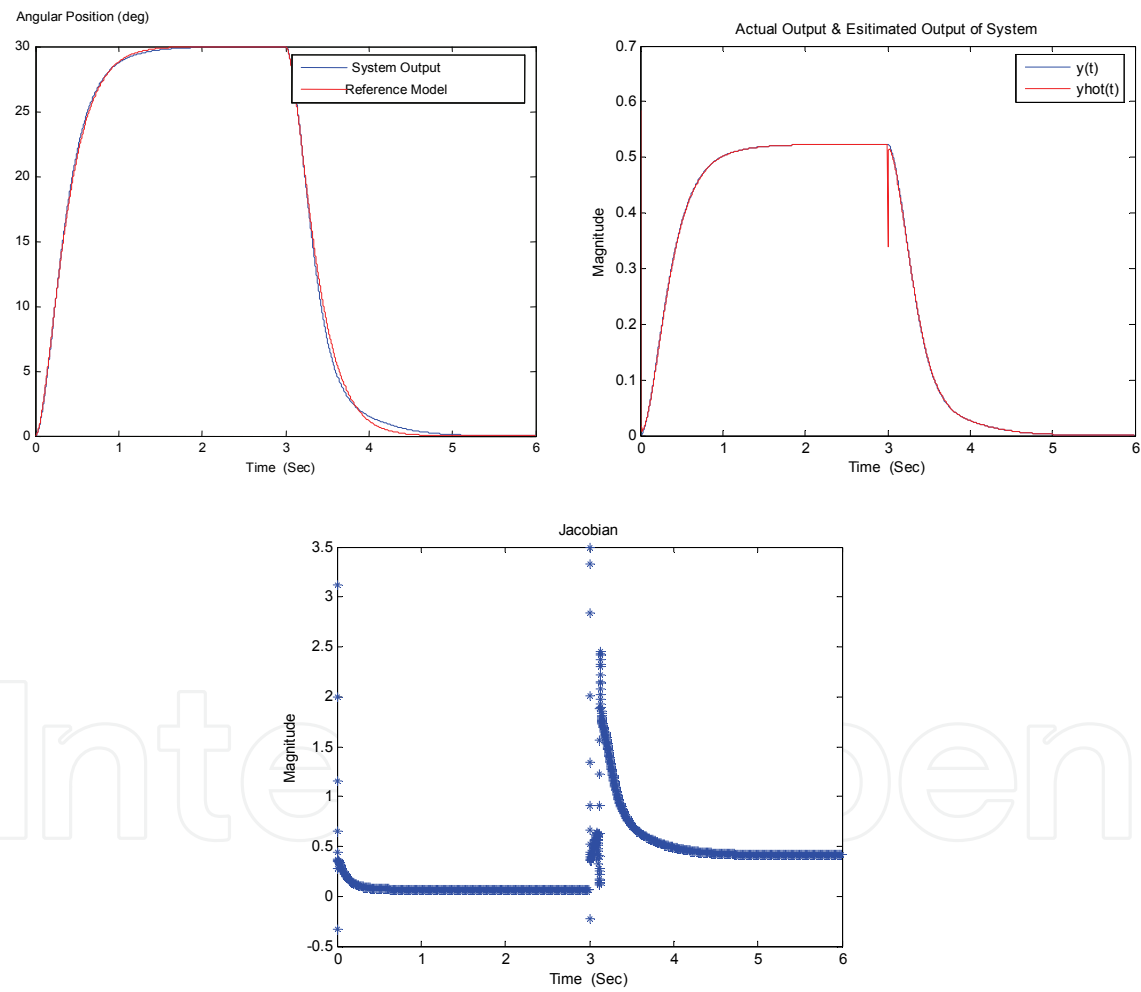 Angular Position (deg)
30
25
20
15
10
5
0
0 1 2 3 4 5 6
Time (Sec)
System Output
Reference Model
Actual Output & Esitimated Output of System
0.7
0.6
0.5
0.4
0.3
0.2
0.1
0
0 1 2 3 4 5 6
Magnitude
Time (Sec)
y(t)
yhot(t)
Jacobian
3.5
3
2.5
2
1.5
1
0.5
0
-0.5
0 1 2 3 4 5 6
Magnitude
Time (Sec)